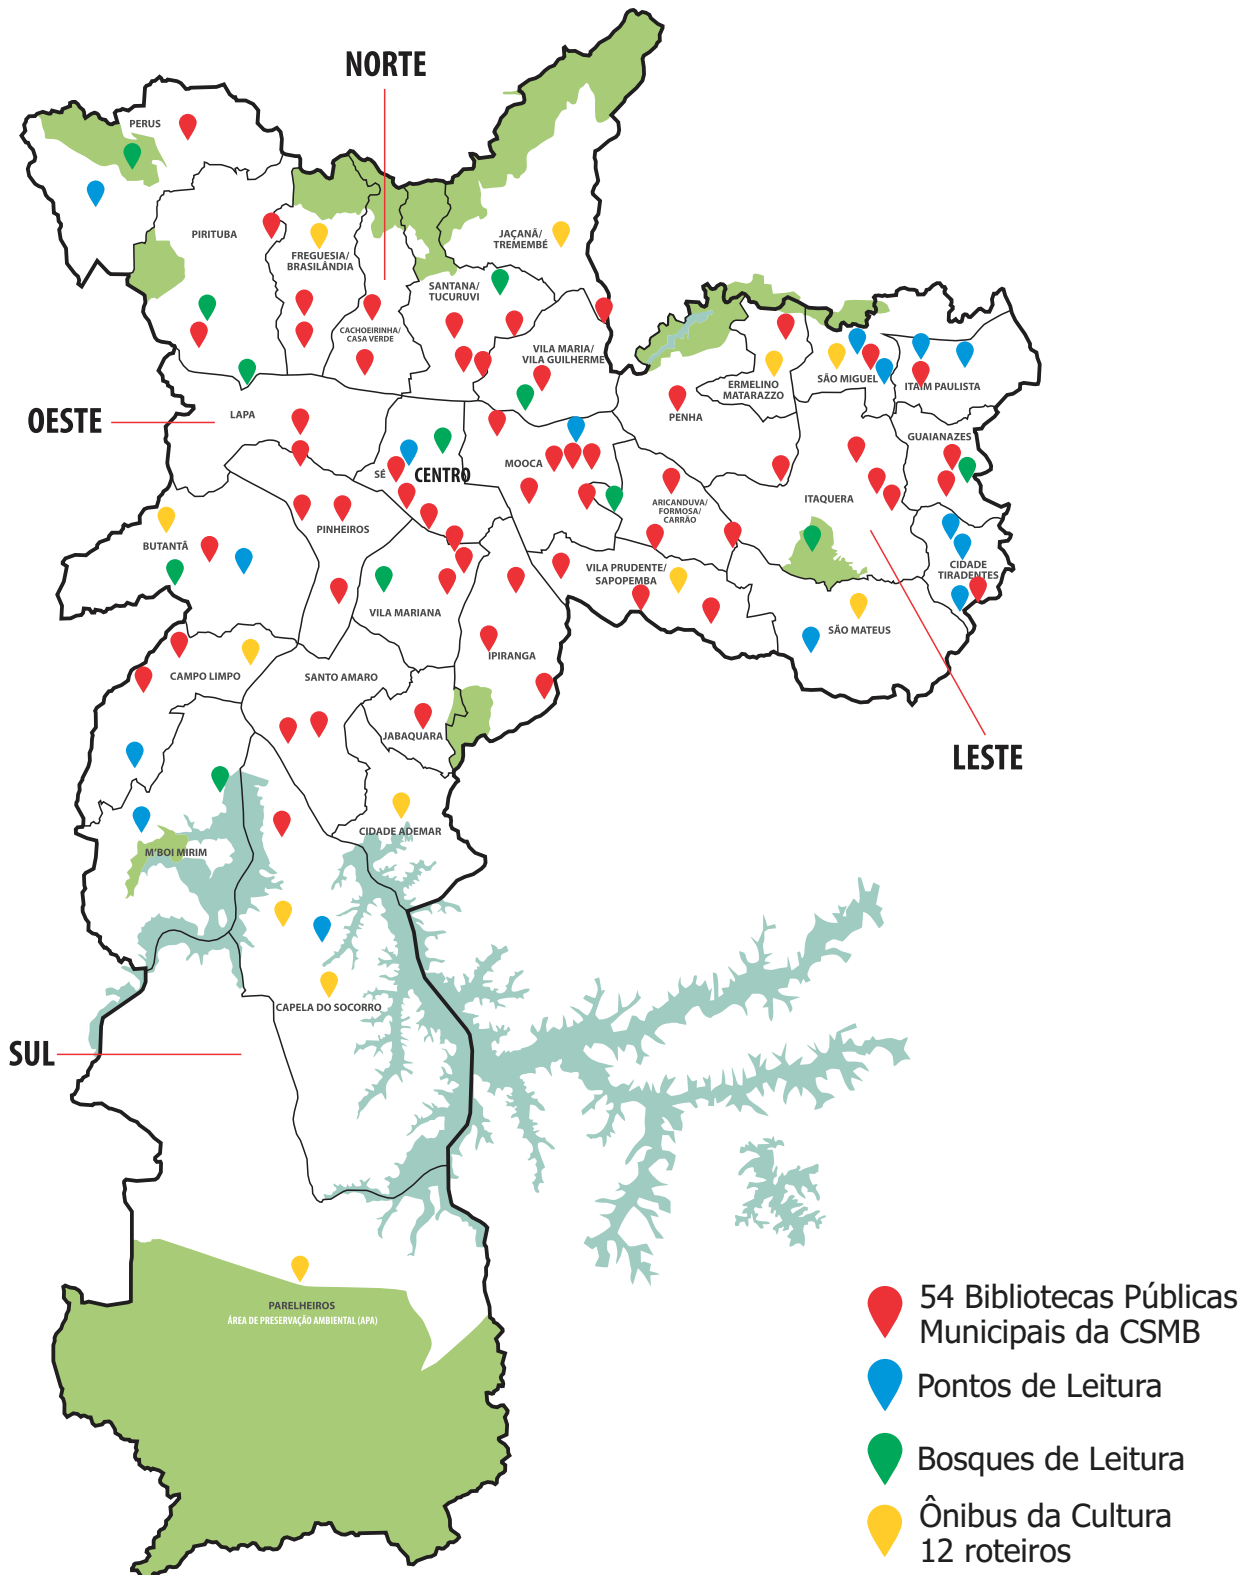 NORTE
PERUS
PIRITUBA
FREGUESIA/
BRASILÂNDIA
JAÇANÃ/
TREMEMBÉ
SANTANA/
TUCURUVI
CACHOEIRINHA/
CASA VERDE
VILA MARIA/
VILA GUILHERME
ERMELINO
MATARAZZO
SÃO MIGUEL
ITAIM PAULISTA
OESTE
LAPA
PENHA
GUAIANAZES
SÉ
CENTRO
MOOCA
ARICANDUVA/
FORMOSA/
CARRÃO
ITAQUERA
PINHEIROS
BUTANTÃ
VILA PRUDENTE/
SAPOPEMBA
CIDADE
TIRADENTES
VILA MARIANA
SÃO MATEUS
IPIRANGA
CAMPO LIMPO
SANTO AMARO
JABAQUARA
LESTE
CIDADE ADEMAR
M'BOI MIRIM
CAPELA DO SOCORRO
SUL
PARELHEIROS
ÁREA DE PRESERVAÇÃO AMBIENTAL (APA)
54 Bibliotecas Públicas
Municipais da CSMB
Pontos de Leitura
Bosques de Leitura
Ônibus da Cultura
12 roteiros